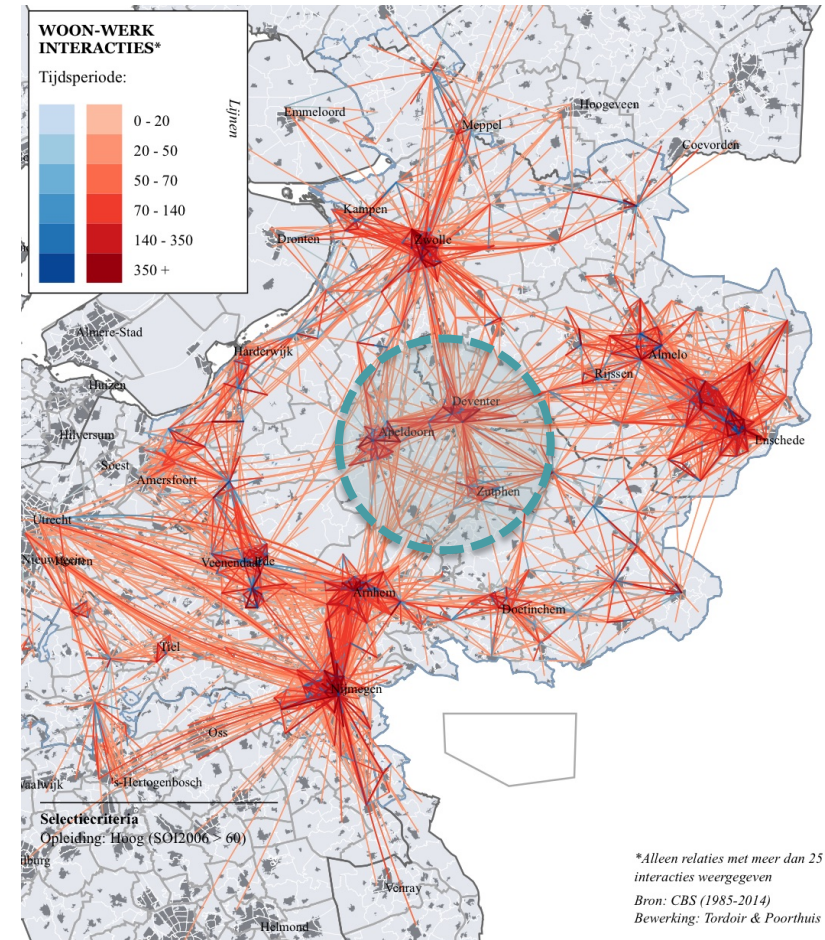 WOON-WERK
INTERACTIES*
Tijdsperiode:
Lijnen
0 - 20
20 - 50
50 - 70
70 - 140
140 - 350
350 +
Emmeloord
Hoogeveen
Meppel
Coevorden
Kampen
Dronten
Zwolle
Almere-Stad
Harderwijk
Almelo
Rijssen
Huizen
Deventer
Hilversum
Apeldoorn
Enschede
Soest
Amersfoort
Zutphen
Utrecht
Veenendaal
Ede
Arnhem
Doetinchem
Tiel
Nijmegen
Oss
's-Hertogenbosch
Selectiecriteria
Opleiding: Hoog (SOI2006 > 60)
Venray
Helmond
*Alleen relaties met meer dan 25
interacties weergegeven
Bron: CBS (1985-2014)
Bewerking: Tordoir & Poorthuis